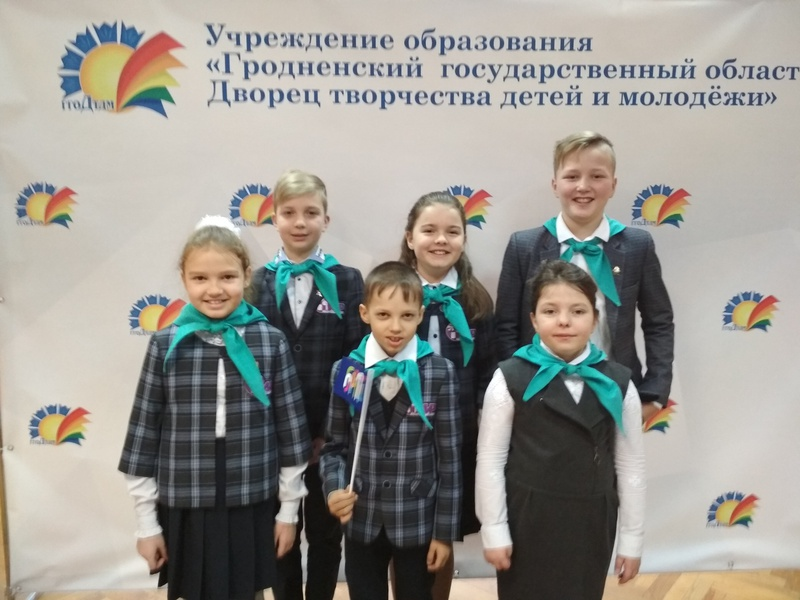 Учреждение образования
«Гродненский государственный област
Дворец творчества детей и молодёжи»